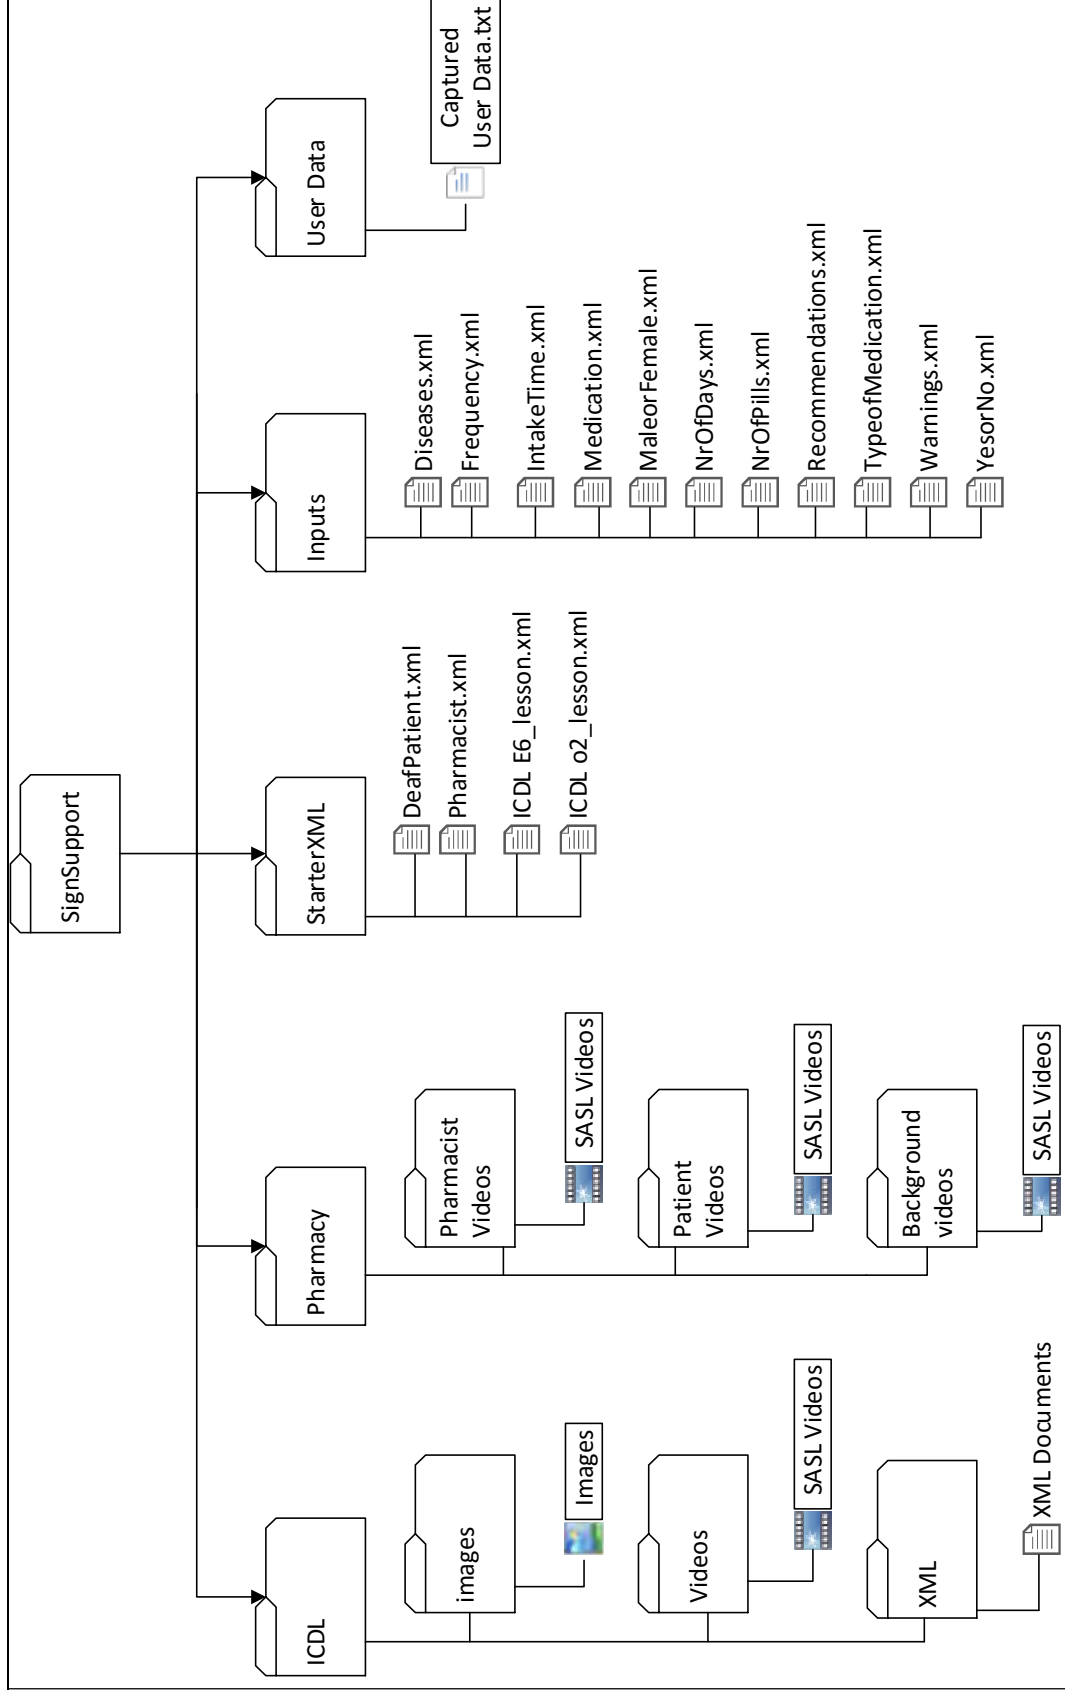 SignSupport
ICDL
Pharmacy
StarterXML
Inputs
User Data
images
Images
Videos
SASL Videos
XML
XML Documents
Pharmacist
Videos
SASL Videos
Patient
Videos
SASL Videos
Background
videos
SASL Videos
DeafPatient.xml
Pharmacist.xml
ICDL E6_lesson.xml
ICDL o2_lesson.xml
Diseases.xml
Frequency.xml
IntakeTime.xml
Medication.xml
MaleorFemale.xml
NrOfDays.xml
NrOfPills.xml
Recommendations.xml
TypeofMedication.xml
Warnings.xml
YesorNo.xml
Captured
User Data.txt